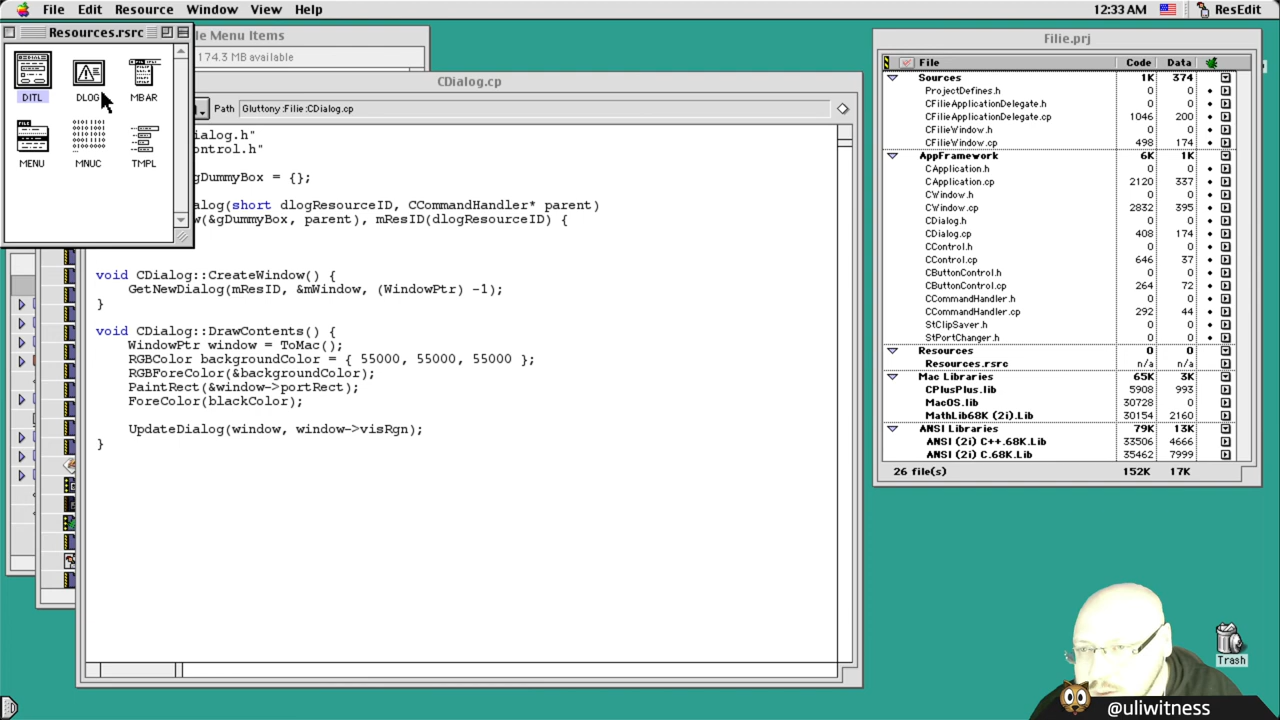 File Edit Resource Window View Help 12:33 AM ResEdit
Resources.rsrc
DITL DLOG MBAR
MENU MNUC TMPL
le Menu Items
174.3 MB available
CDialog.cp
Path Gluttony:Filie:CDialog.cp
ialog.h"
ontrol.h"
gDummyBox = {};
alog(short dlogResourceID, CCommandHandler* parent)
w(&gDummyBox, parent), mResID(dlogResourceID) {
void CDialog::CreateWindow() {
GetNewDialog(mResID, &mWindow, (WindowPtr) -1);
}
void CDialog::DrawContents() {
WindowPtr window = ToMac();
RGBColor backgroundColor = { 55000, 55000, 55000 };
RGBForeColor(&backgroundColor);
PaintRect(&window->portRect);
ForeColor(blackColor);
UpdateDialog(window, window->visRgn);
}
Filie.prj
File Code Data
Sources 1K 374
ProjectDefines.h 0 0
CFilieApplicationDelegate.h 0 0
CFilieApplicationDelegate.cp 1046 200
CFilieWindow.h 0 0
CFilieWindow.cp 498 174
AppFramework 6K 1K
CApplication.h 0 0
CApplication.cp 2120 337
CWindow.h 0 0
CWindow.cp 2832 395
CDialog.h 0 0
CDialog.cp 408 174
CControl.h 0 0
CControl.cp 646 37
CButtonControl.h 0 0
CButtonControl.cp 264 72
CCommandHandler.h 0 0
CCommandHandler.cp 292 44
StClipSaver.h 0 0
StPortChanger.h 0 0
Resources 0 0
Resources.rsrc n/a n/a
Mac Libraries 65K 3K
CPlusPlus.lib 5908 993
MacOS.lib 30728 0
MathLib68K (2i).Lib 30154 2160
ANSI Libraries 79K 13K
ANSI (2i) C++.68K.Lib 33506 4666
ANSI (2i) C.68K.Lib 35462 7999
26 file(s) 152K 17K
Trash
@uliwitness